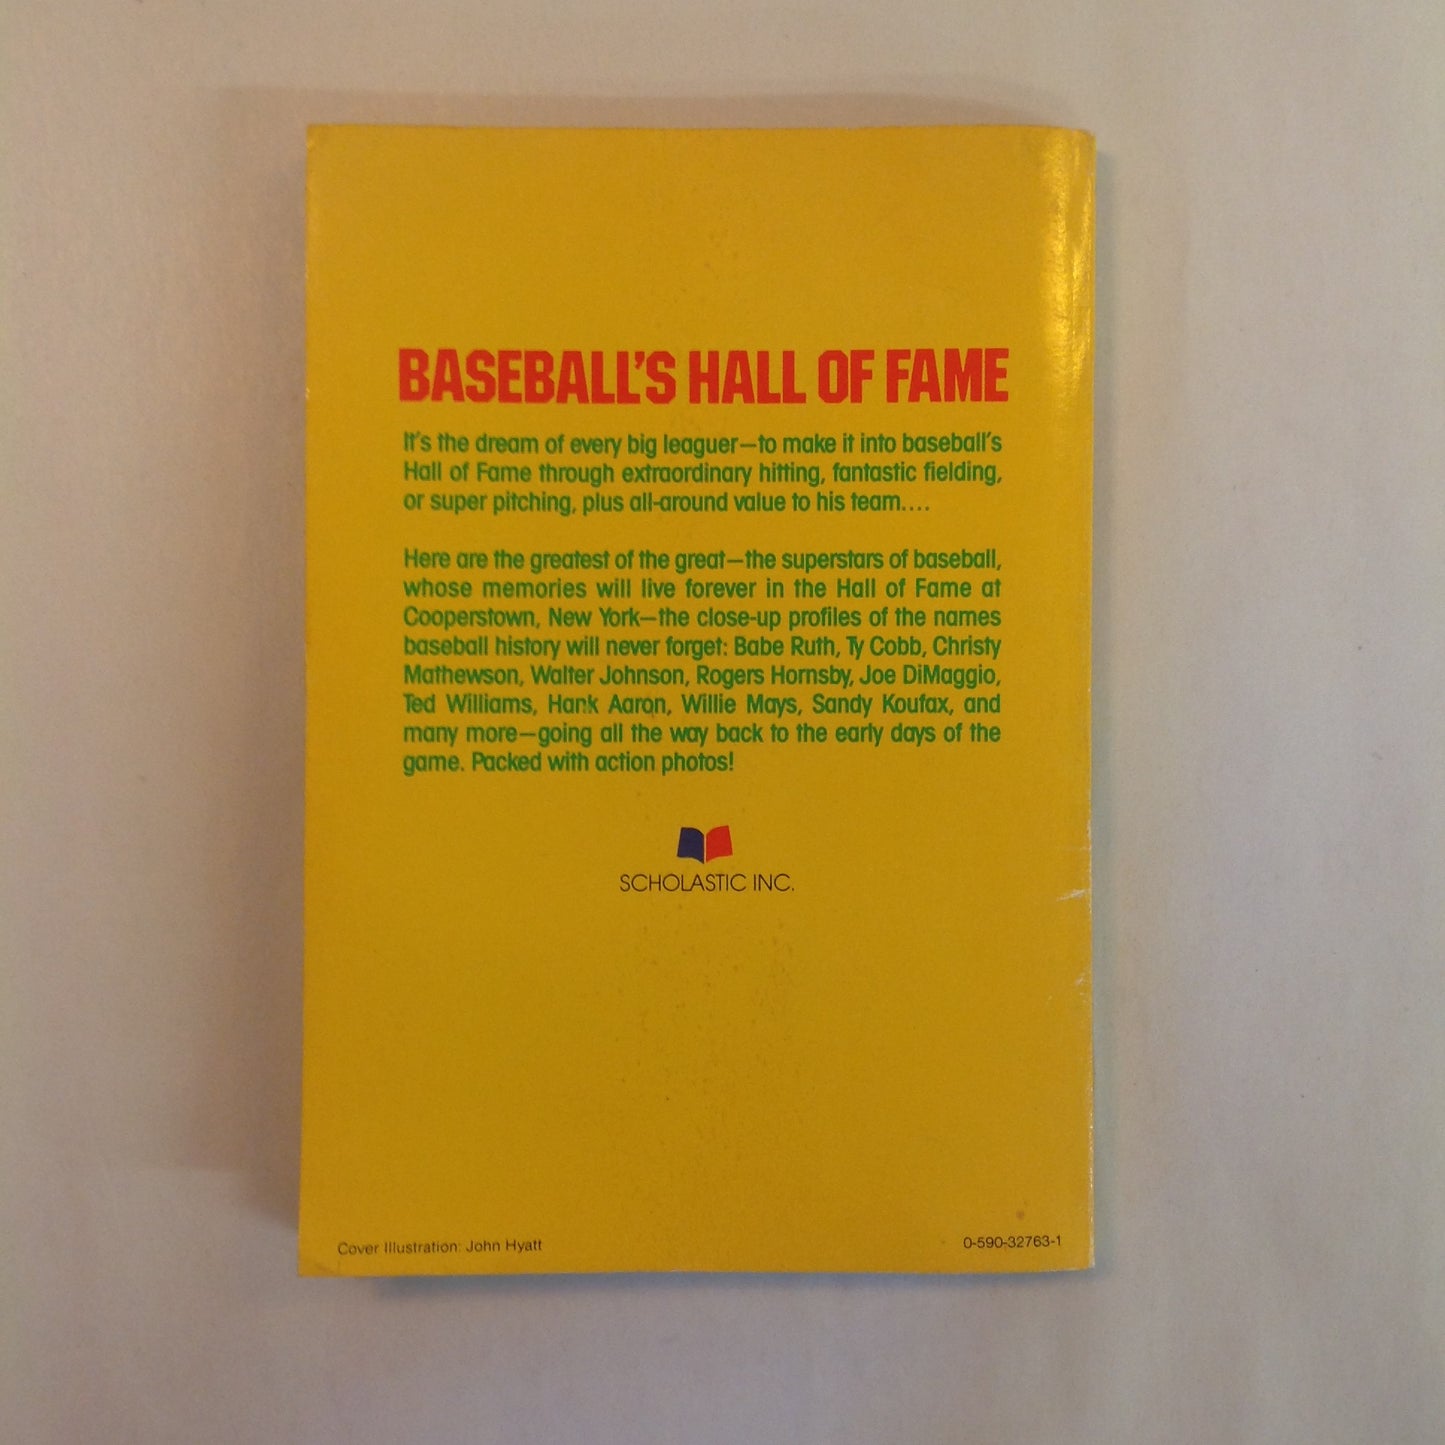 BASEBALL'S HALL OF FAME
It's the dream of every big leaguer—to make it into baseball's
Hall of Fame through extraordinary hitting, fantastic fielding,
or super pitching, plus all-around value to his team....
Here are the greatest of the great—the superstars of baseball,
whose memories will live forever in the Hall of Fame at
Cooperstown, New York—the close-up profiles of the names
baseball history will never forget: Babe Ruth, Ty Cobb, Christy
Mathewson, Walter Johnson, Rogers Hornsby, Joe DiMaggio,
Ted Williams, Hank Aaron, Willie Mays, Sandy Koufax, and
many more—going all the way back to the early days of the
game. Packed with action photos!
SCHOLASTIC INC.
Cover Illustration: John Hyatt
0-590-32763-1